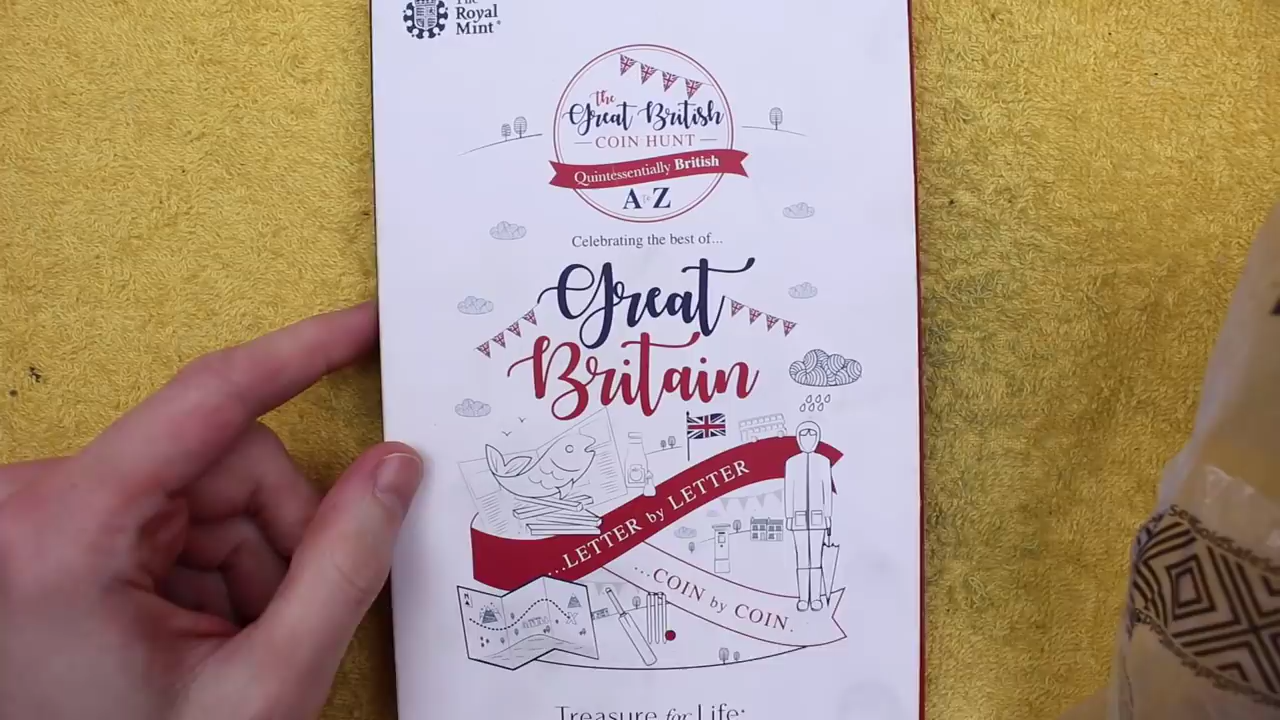 The
Royal
Mint®
the
Great British
COIN HUNT
Quintessentially British
A to Z
Celebrating the best of...
Great
Britain
...LETTER by LETTER
...COIN by COIN.
Treasure for Life.